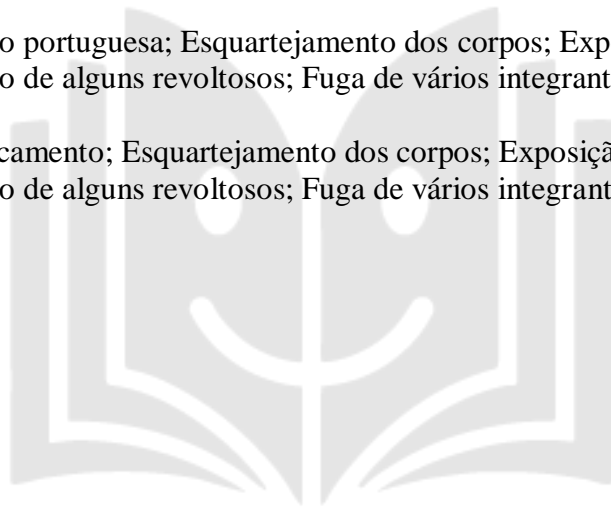 o portuguesa; Esquartejamento dos corpos; Exp
o de alguns revoltosos; Fuga de vários integrant
camento; Esquartejamento dos corpos; Exposiçã
o de alguns revoltosos; Fuga de vários integrant